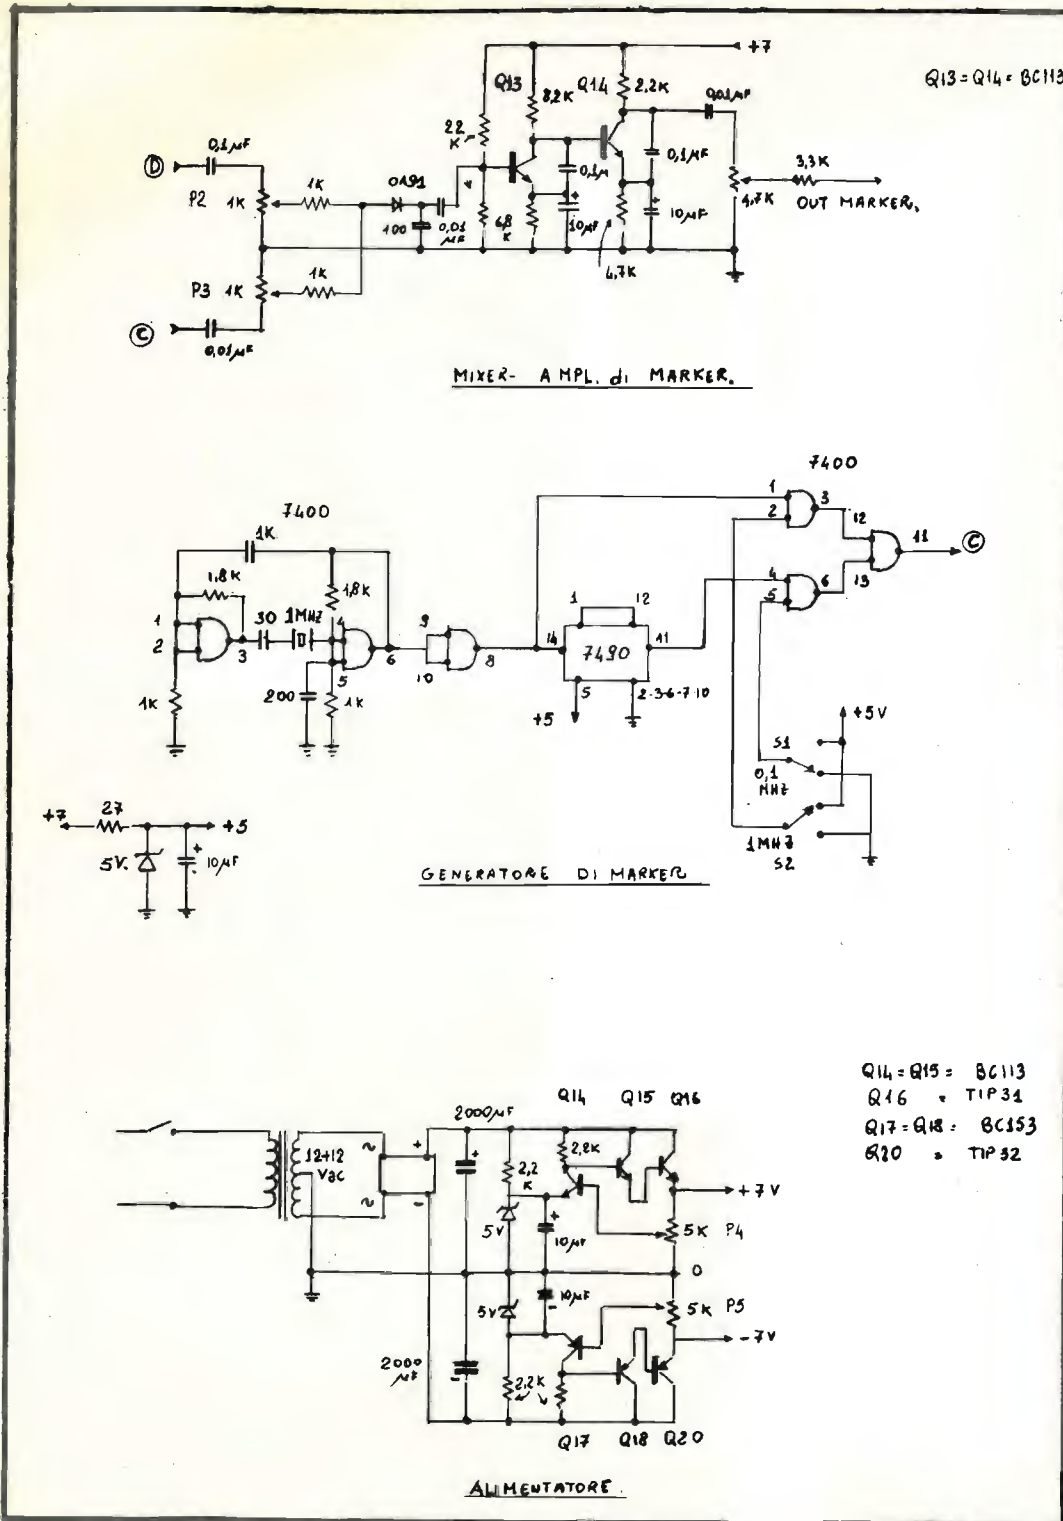 +7
Q13 = Q14 = BC113
Q13
8,2K
Q14
2,2K
0,01µF
22
K
D
0,1µF
P2
1K
1K
0A91
100
0,01
µF
6,8
K
0,1µ
+
10µF
0,1µF
+
10µF
4,7K
4,7K
3,3K
OUT MARKER.
P3
1K
1K
C
0,01µF
MIXER- AMPL. di MARKER.
7400
7400
1K
1,8K
1,8K
1
2
3
30
1MHZ
4
5
6
200
1K
1K
9
10
8
14
1
12
7490
11
5
2-3-6-7-10
+5
1
2
3
12
4
5
6
13
11
C
+5V
S1
0,1
MHZ
1MHZ
S2
+7
27
+5
5V.
+
-
10µF
GENERATORE DI MARKER
Q14 = Q15 = BC113
Q16 = TIP31
Q17 = Q18 = BC153
Q20 = TIP32
2000µF
Q14
Q15
Q16
12+12
Vac
~
~
+
-
+
2,2
K
2,2K
5V
+
10µF
+7V
5K
P4
0
5V
10µF
-
5K
P5
-7V
2000
µF
-
2,2K
Q17
Q18
Q20
ALIMENTATORE.